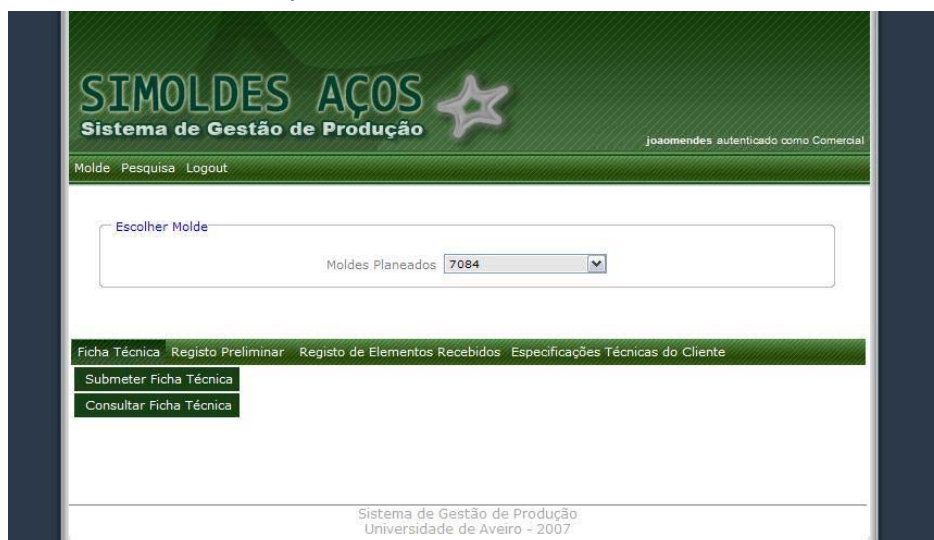 SIMOLDES AÇOS
Sistema de Gestão de Produção
joaomendes autenticado como Comercial
Molde Pesquisa Logout
Escolher Molde
Moldes Planeados 7084
Ficha Técnica Registo Preliminar Registo de Elementos Recebidos Especificações Técnicas do Cliente
Submeter Ficha Técnica
Consultar Ficha Técnica
Sistema de Gestão de Produção
Universidade de Aveiro - 2007